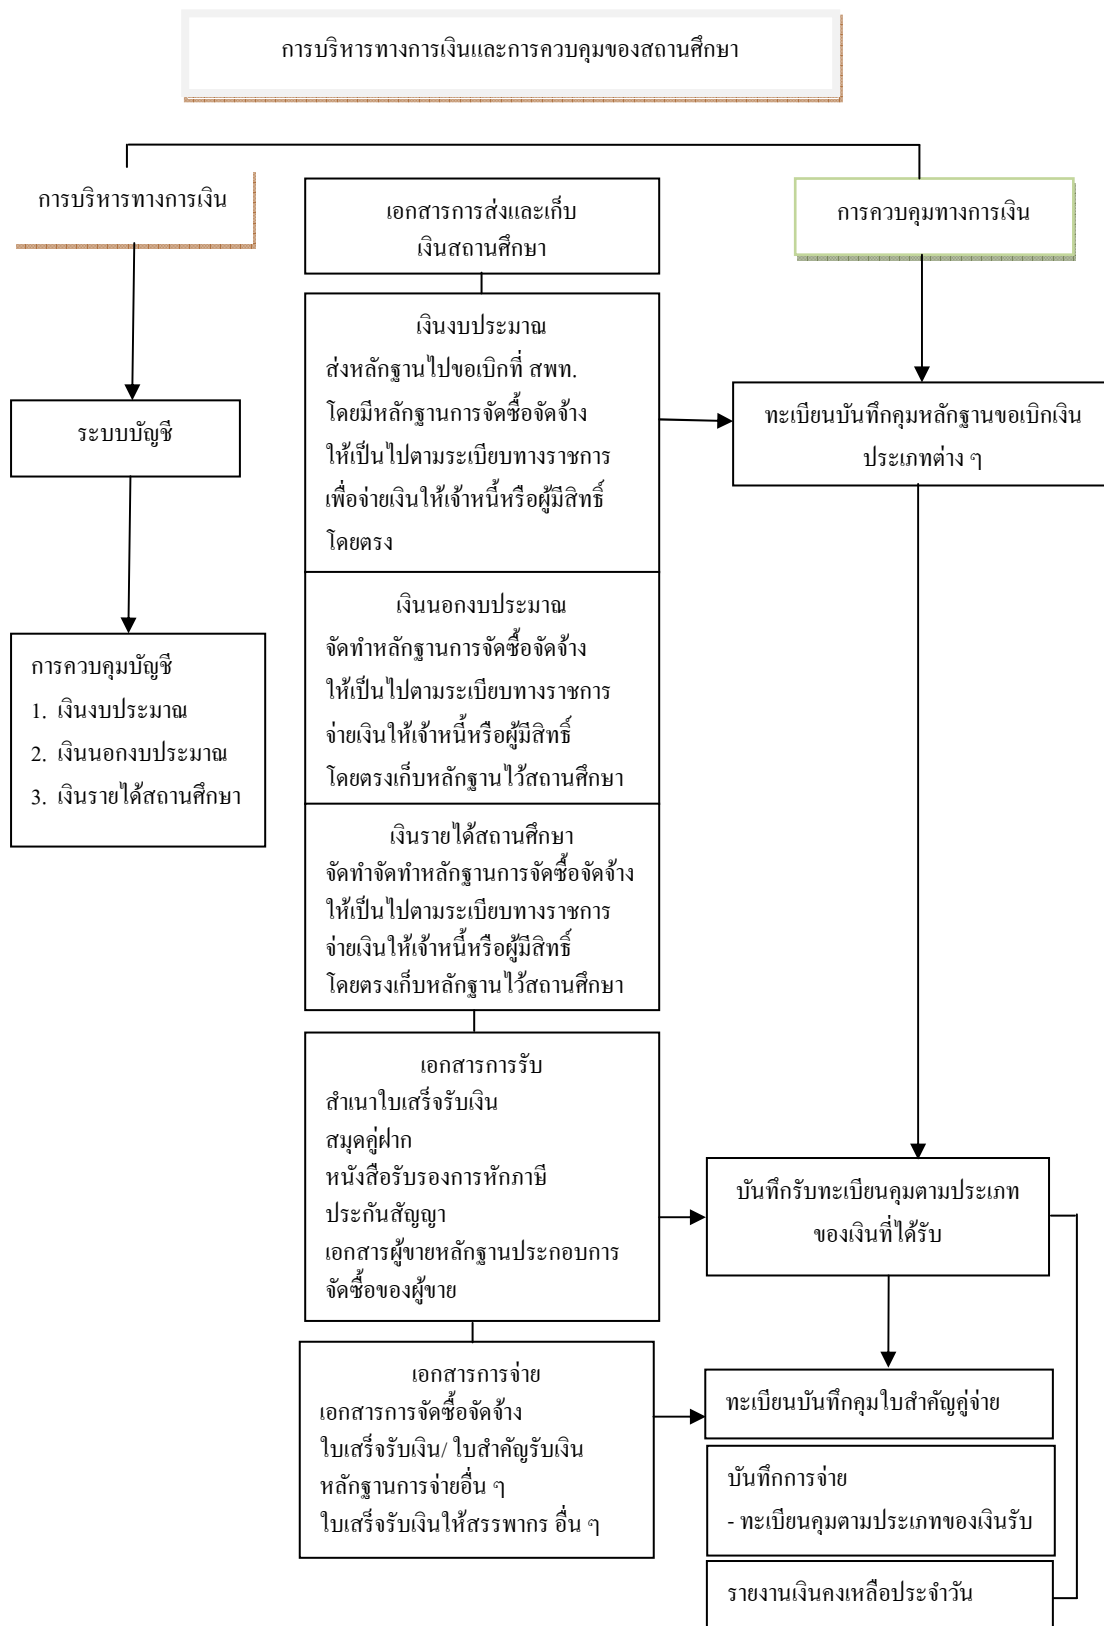 การบริหารทางการเงินและการควบคุมของสถานศึกษา
การบริหารทางการเงิน
ระบบบัญชี
การควบคุมบัญชี
1. เงินงบประมาณ
2. เงินนอกงบประมาณ
3. เงินรายได้สถานศึกษา
เอกสารการส่งและเก็บ
เงินสถานศึกษา
เงินงบประมาณ
ส่งหลักฐานไปขอเบิกที่ สพท.
โดยมีหลักฐานการจัดซื้อจัดจ้าง
ให้เป็นไปตามระเบียบทางราชการ
เพื่อจ่ายเงินให้เจ้าหนี้หรือผู้มีสิทธิ์
โดยตรง
เงินนอกงบประมาณ
จัดทำหลักฐานการจัดซื้อจัดจ้าง
ให้เป็นไปตามระเบียบทางราชการ
จ่ายเงินให้เจ้าหนี้หรือผู้มีสิทธิ์
โดยตรงเก็บหลักฐานไว้สถานศึกษา
เงินรายได้สถานศึกษา
จัดทำจัดทำหลักฐานการจัดซื้อจัดจ้าง
ให้เป็นไปตามระเบียบทางราชการ
จ่ายเงินให้เจ้าหนี้หรือผู้มีสิทธิ์
โดยตรงเก็บหลักฐานไว้สถานศึกษา
เอกสารการรับ
สำเนาใบเสร็จรับเงิน
สมุดคู่ฝาก
หนังสือรับรองการหักภาษี
ประกันสัญญา
เอกสารผู้ขายหลักฐานประกอบการ
จัดซื้อของผู้ขาย
เอกสารการจ่าย
เอกสารการจัดซื้อจัดจ้าง
ใบเสร็จรับเงิน/ ใบสำคัญรับเงิน
หลักฐานการจ่ายอื่น ๆ
ใบเสร็จรับเงินให้สรรพากร อื่น ๆ
การควบคุมทางการเงิน
ทะเบียนบันทึกคุมหลักฐานขอเบิกเงิน
ประเภทต่าง ๆ
บันทึกรับทะเบียนคุมตามประเภท
ของเงินที่ได้รับ
ทะเบียนบันทึกคุมใบสำคัญคู่จ่าย
บันทึกการจ่าย
- ทะเบียนคุมตามประเภทของเงินรับ
รายงานเงินคงเหลือประจำวัน